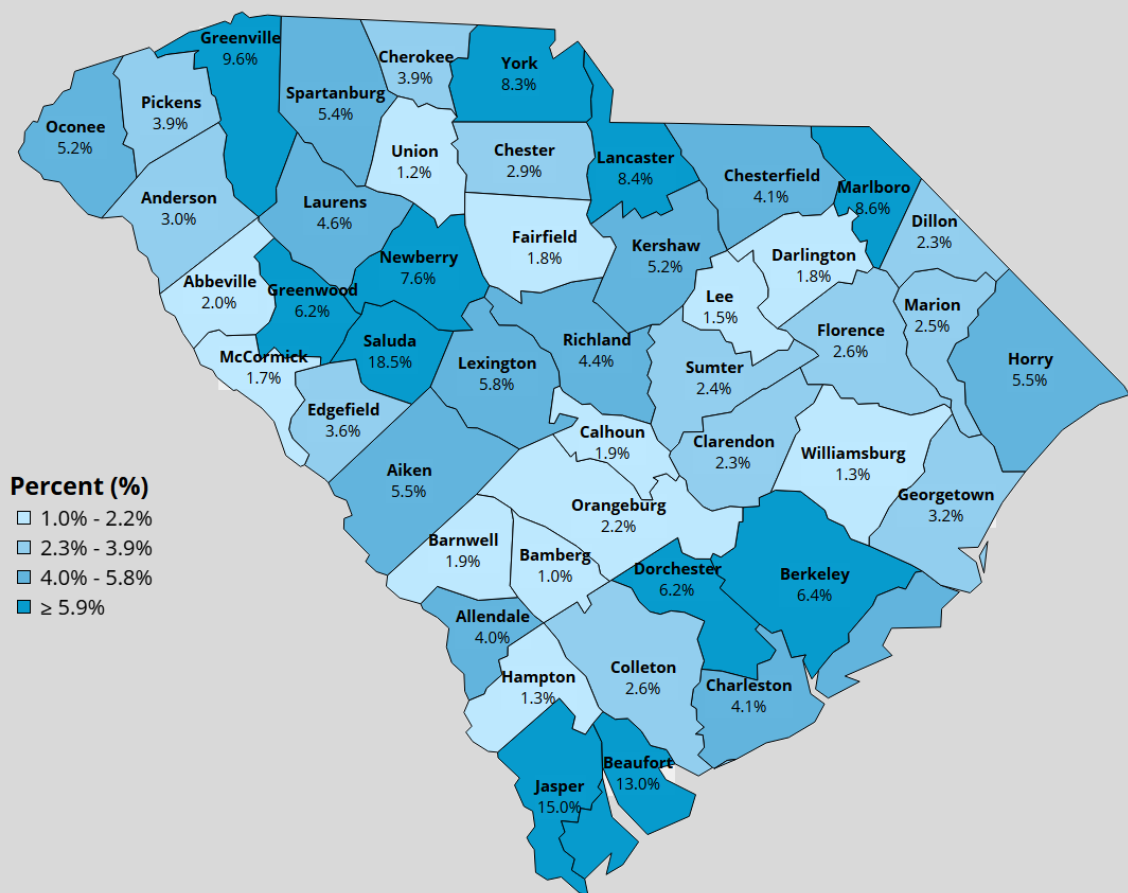 Greenville
9.6%
Cherokee
3.9%
York
8.3%
Spartanburg
5.4%
Pickens
3.9%
Oconee
5.2%
Union
1.2%
Chester
2.9%
Lancaster
8.4%
Chesterfield
4.1%
Marlboro
8.6%
Anderson
3.0%
Laurens
4.6%
Dillon
2.3%
Fairfield
1.8%
Kershaw
5.2%
Darlington
1.8%
Newberry
7.6%
Abbeville
2.0%
Greenwood
6.2%
Lee
1.5%
Marion
2.5%
Florence
2.6%
Saluda
18.5%
Richland
4.4%
McCormick
1.7%
Lexington
5.8%
Sumter
2.4%
Horry
5.5%
Edgefield
3.6%
Calhoun
1.9%
Clarendon
2.3%
Williamsburg
1.3%
Aiken
5.5%
Percent (%)
1.0% - 2.2%
2.3% - 3.9%
4.0% - 5.8%
≥ 5.9%
Georgetown
3.2%
Orangeburg
2.2%
Barnwell
1.9%
Bamberg
1.0%
Dorchester
6.2%
Berkeley
6.4%
Allendale
4.0%
Colleton
2.6%
Hampton
1.3%
Charleston
4.1%
Beaufort
13.0%
Jasper
15.0%